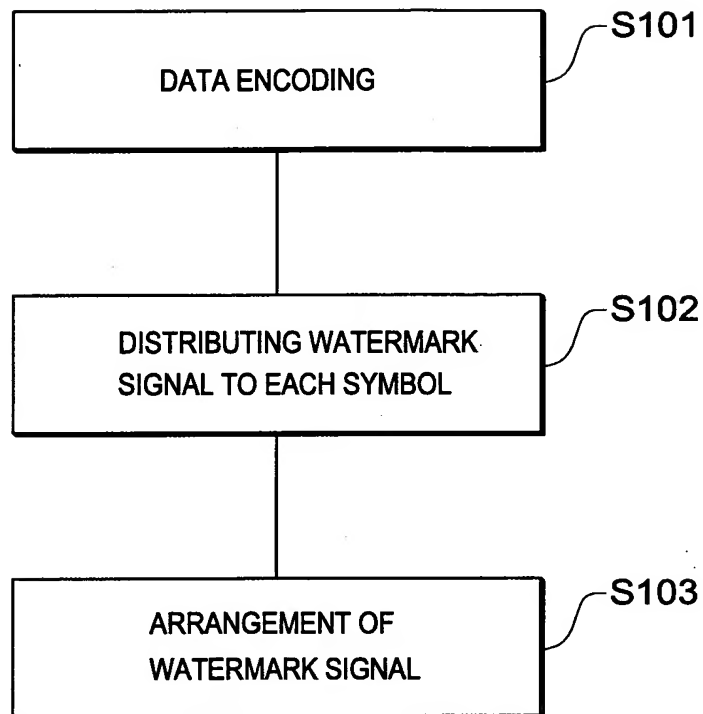 S101
DATA ENCODING
S102
DISTRIBUTING WATERMARK
SIGNAL TO EACH SYMBOL
S103
ARRANGEMENT OF
WATERMARK SIGNAL